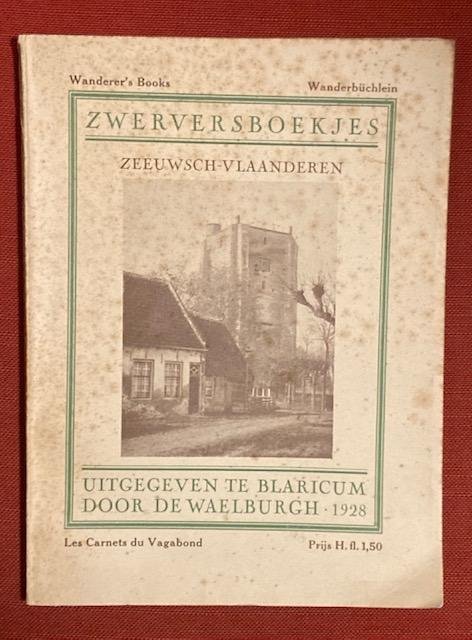 Wanderer's Books Wanderbüchlein
ZWERVERSBOEKJES
ZEEUWSCH-VLAANDEREN
UITGEGEVEN TE BLARICUM
DOOR DE WAELBURGH · 1928
Les Carnets du Vagabond Prijs H. fl. 1,50